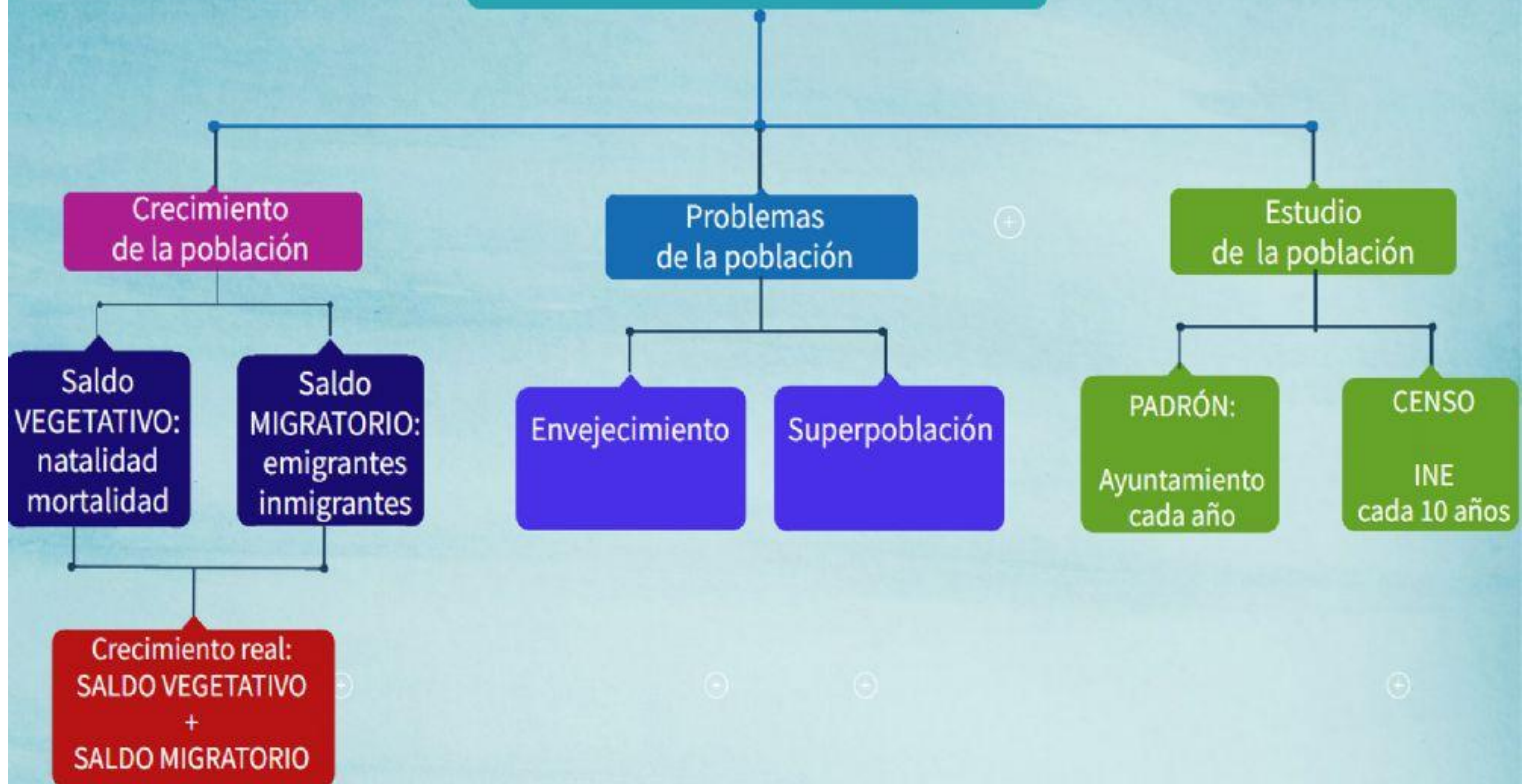 Crecimiento
de la población
Problemas
de la población
Estudio
de la población
Saldo
VEGETATIVO:
natalidad
mortalidad
Saldo
MIGRATORIO:
emigrantes
inmigrantes
Envejecimiento
Superpoblación
PADRÓN:
Ayuntamiento
cada año
CENSO
INE
cada 10 años
Crecimiento real:
SALDO VEGETATIVO
+
SALDO MIGRATORIO